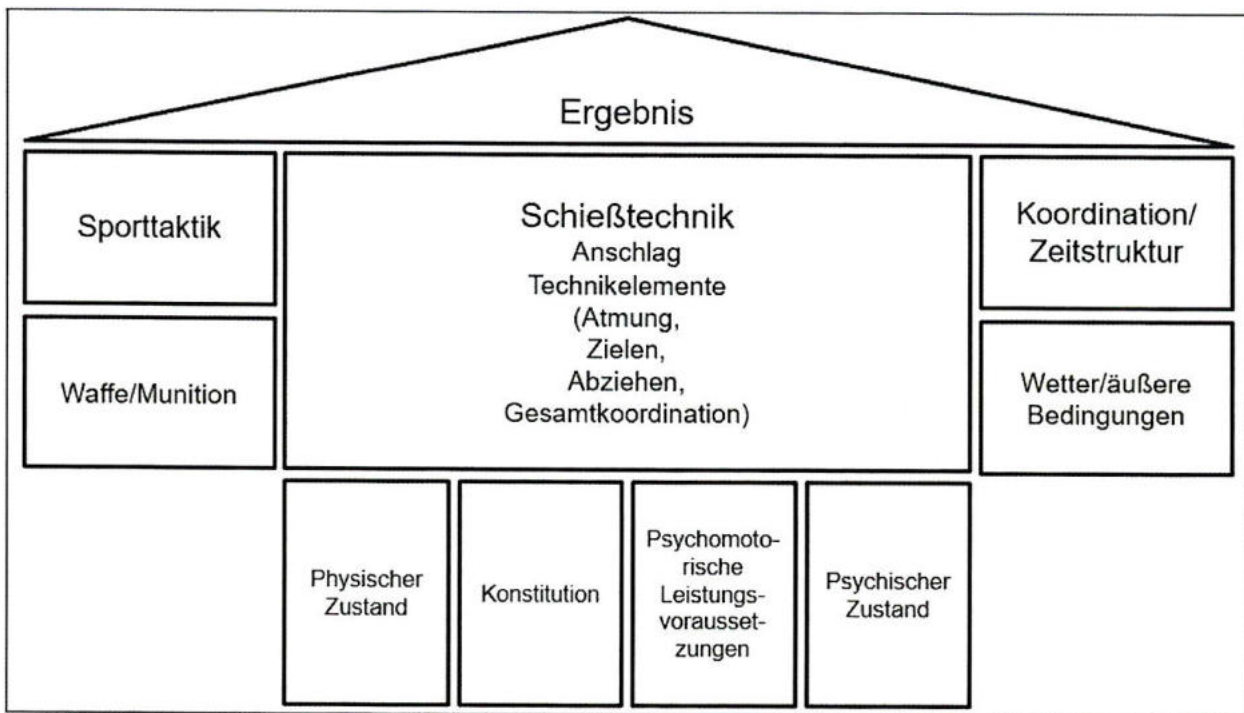 Ergebnis
Sporttaktik
Schießtechnik
Anschlag
Technikelemente
(Atmung,
Zielen,
Abziehen,
Gesamtkoordination)
Koordination/
Zeitstruktur
Waffe/Munition
Wetter/äußere
Bedingungen
Physischer
Zustand
Konstitution
Psychomoto-
rische
Leistungs-
vorausset-
zungen
Psychischer
Zustand